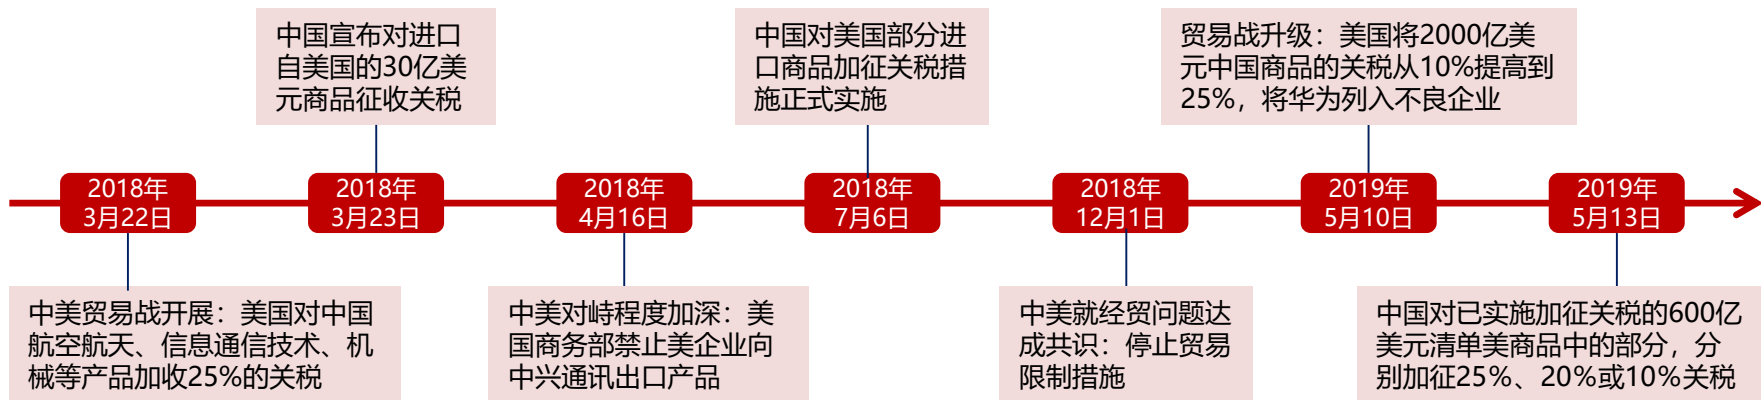 中国宣布对进口
自美国的30亿美
元商品征收关税
中国对美国部分进
口商品加征关税措
施正式实施
贸易战升级：美国将2000亿美
元中国商品的关税从10%提高到
25%，将华为列入不良企业
2018年
3月22日
2018年
3月23日
2018年
4月16日
2018年
7月6日
2018年
12月1日
2019年
5月10日
2019年
5月13日
中美贸易战开展：美国对中国
航空航天、信息通信技术、机
械等产品加收25%的关税
中美对峙程度加深：美
国商务部禁止美企业向
中兴通讯出口产品
中美就经贸问题达
成共识：停止贸易
限制措施
中国对已实施加征关税的600亿
美元清单美商品中的部分，分
别加征25%、20%或10%关税